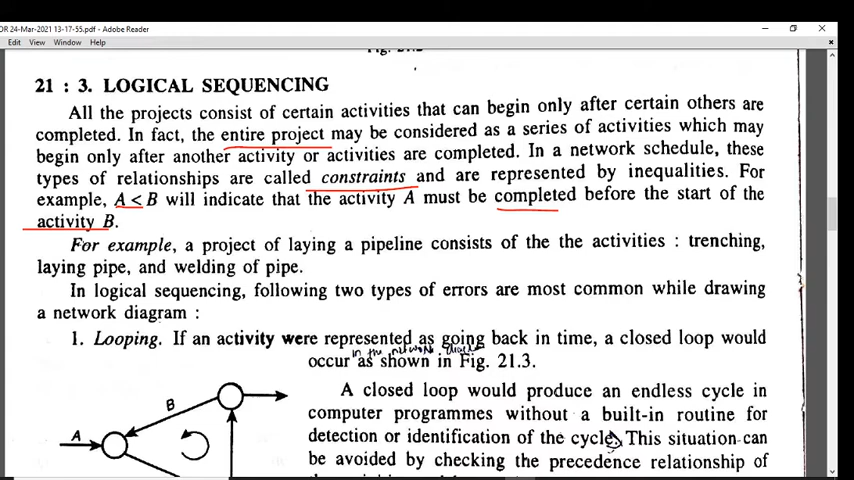 OR 24-Mar-2021 13-17-55.pdf - Adobe Reader
Edit View Window Help
21 : 3. LOGICAL SEQUENCING
All the projects consist of certain activities that can begin only after certain others are
completed. In fact, the entire project may be considered as a series of activities which may
begin only after another activity or activities are completed. In a network schedule, these
types of relationships are called constraints and are represented by inequalities. For
example, A < B will indicate that the activity A must be completed before the start of the
activity B.
For example, a project of laying a pipeline consists of the the activities : trenching,
laying pipe, and welding of pipe.
In logical sequencing, following two types of errors are most common while drawing
a network diagram :
1. Looping. If an activity were represented as going back in time, a closed loop would
in the network
occur as shown in Fig. 21.3.
A closed loop would produce an endless cycle in
computer programmes without a built-in routine for
detection or identification of the cycle. This situation can
be avoided by checking the precedence relationship of
B
A